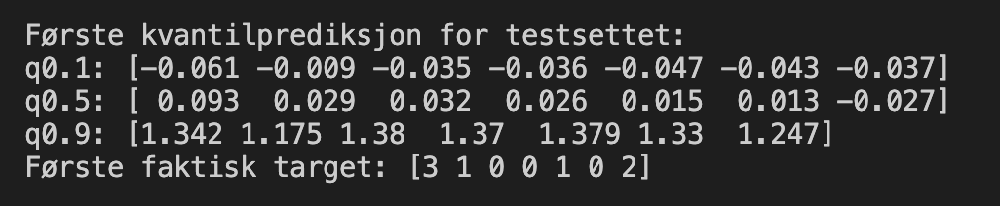 Første kvantilprediksjon for testsettet:
q0.1: [-0.061 -0.009 -0.035 -0.036 -0.047 -0.043 -0.037]
q0.5: [ 0.093  0.029  0.032  0.026  0.015  0.013 -0.027]
q0.9: [1.342 1.175 1.38  1.37  1.379 1.33  1.247]
Første faktisk target: [3 1 0 0 1 0 2]